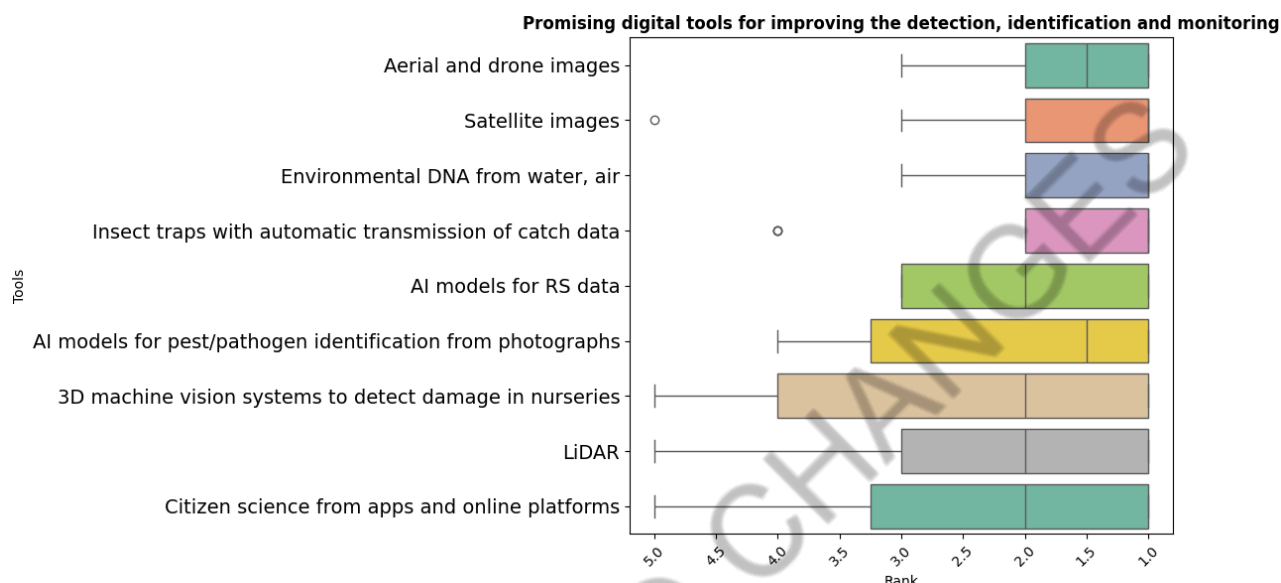 Promising digital tools for improving the detection, identification and monitoring
Aerial and drone images
Satellite images
Environmental DNA from water, air
Insect traps with automatic transmission of catch data
AI models for RS data
AI models for pest/pathogen identification from photographs
3D machine vision systems to detect damage in nurseries
LiDAR
Citizen science from apps and online platforms
Tools
5.0 4.5 4.0 3.5 3.0 2.5 2.0 1.5 1.0
Rank
CHANGES